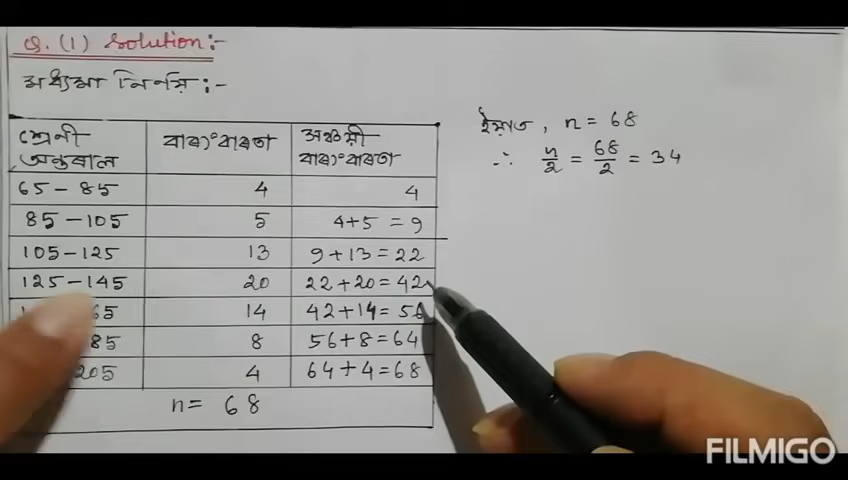 Q. (1) Solution:-
মধ্যমা নিৰ্ণয় :-
শ্ৰেণী অন্তৰাল বাৰংবাৰতা সঞ্চয়ী বাৰংবাৰতা
65-85 4 4
85-105 5 4+5 = 9
105-125 13 9+13=22
125-145 20 22+20=42
14 42+14=56
85 8 56+8=64
205 4 64+4=68
n= 68
ইয়াত, n = 68
∴ n/2 = 68/2 = 34
FILMIGO